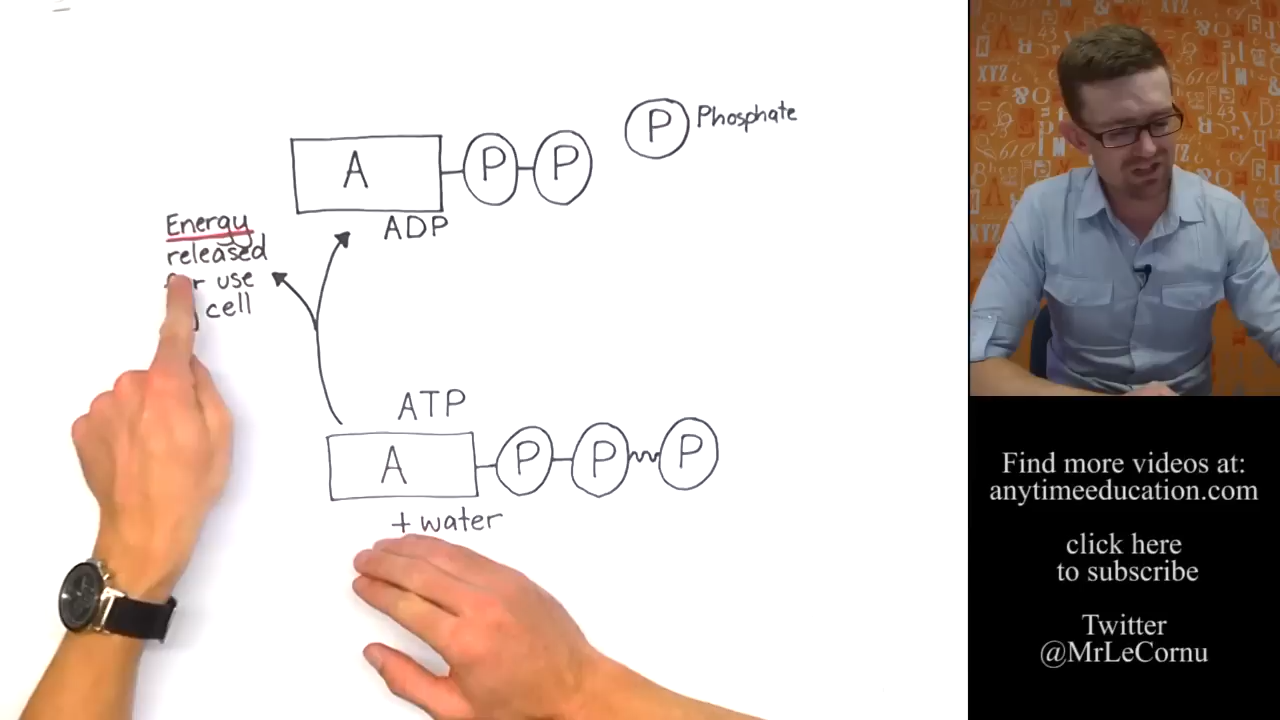 P Phosphate
A P P
ADP
Energy
released
use
cell
ATP
A P P P
+ water
XYZ
Find more videos at:
anytimeeducation.com
click here
to subscribe
Twitter
@MrLeCornu